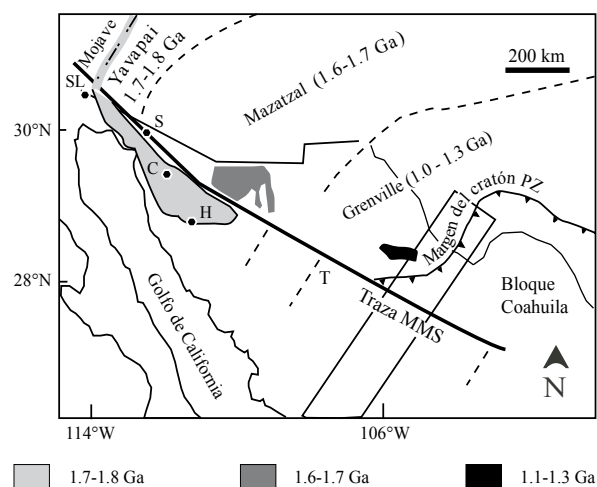 Mojave
Yavapai
1.7-1.8 Ga
Mazatzal (1.6-1.7 Ga)
200 km
SL
30°N
S
C
H
Grenville (1.0 - 1.3 Ga)
Margen del cratón PZ
28°N
T
Traza MMS
Bloque
Coahuila
Golfo de California
N
114°W
106°W
1.7-1.8 Ga
1.6-1.7 Ga
1.1-1.3 Ga